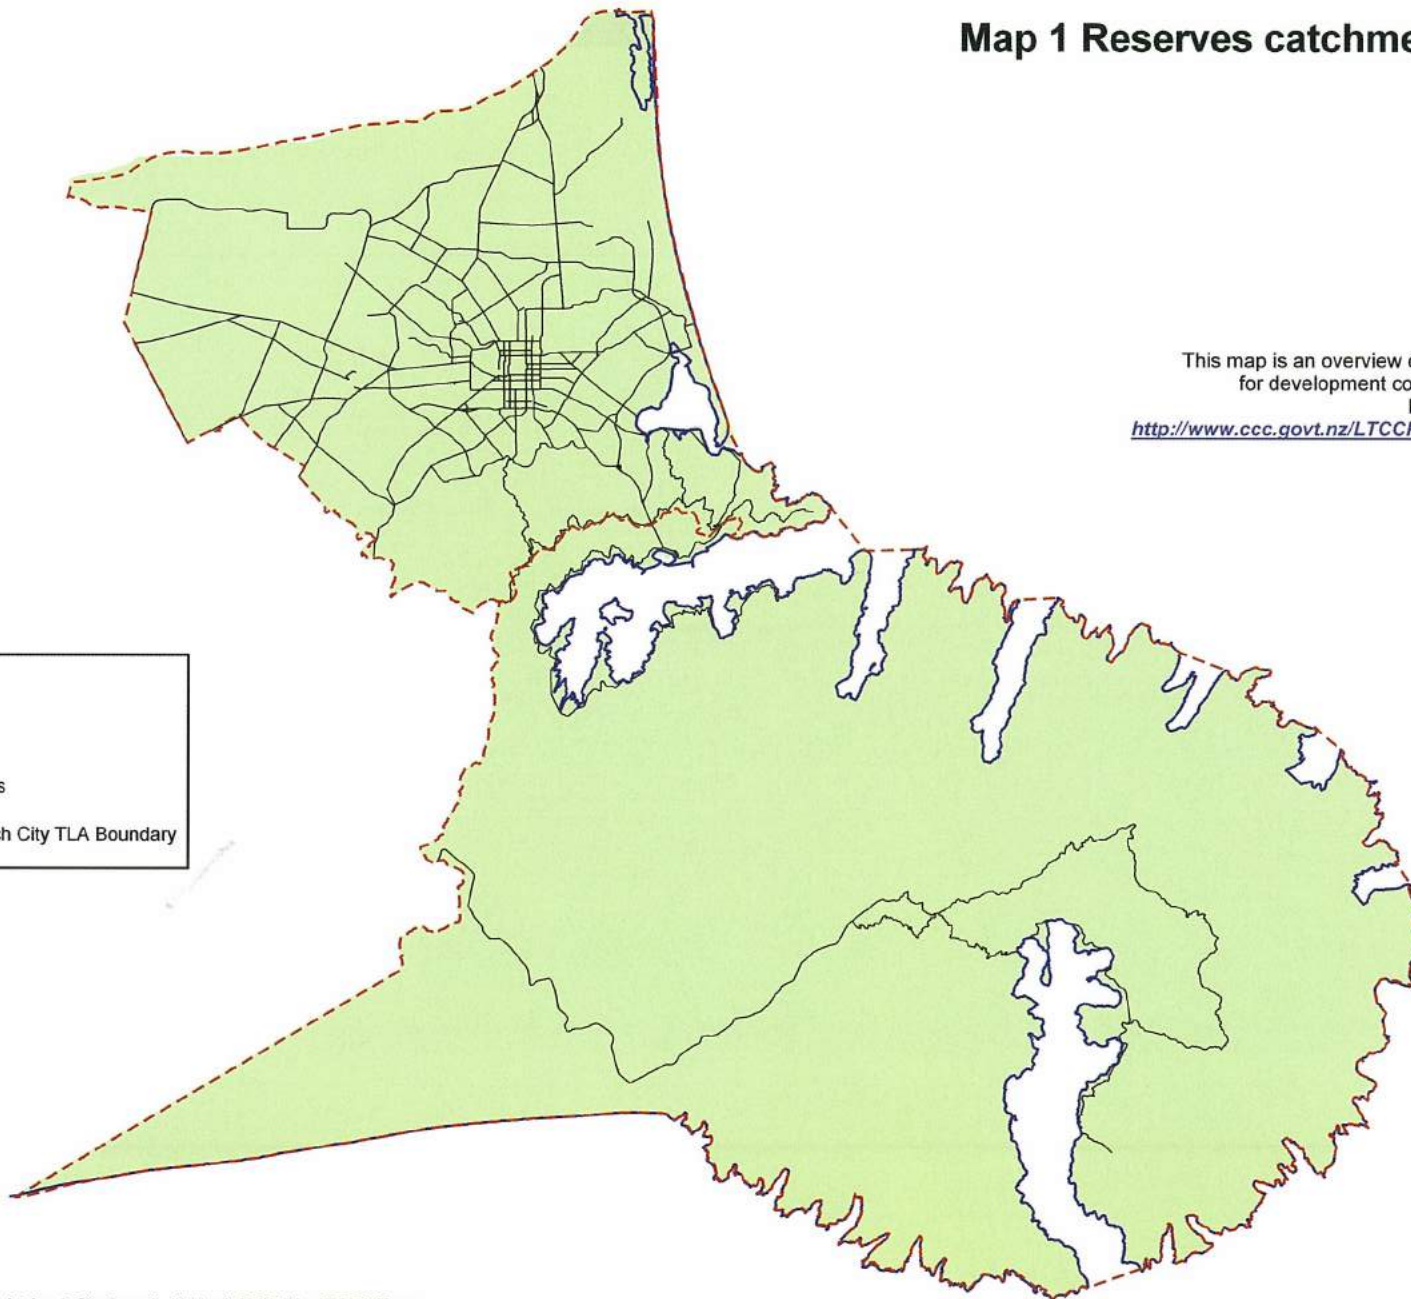 Map 1 Reserves catchme
This map is an overview
for development co
http://www.ccc.govt.nz/LTCC
s
h City TLA Boundary